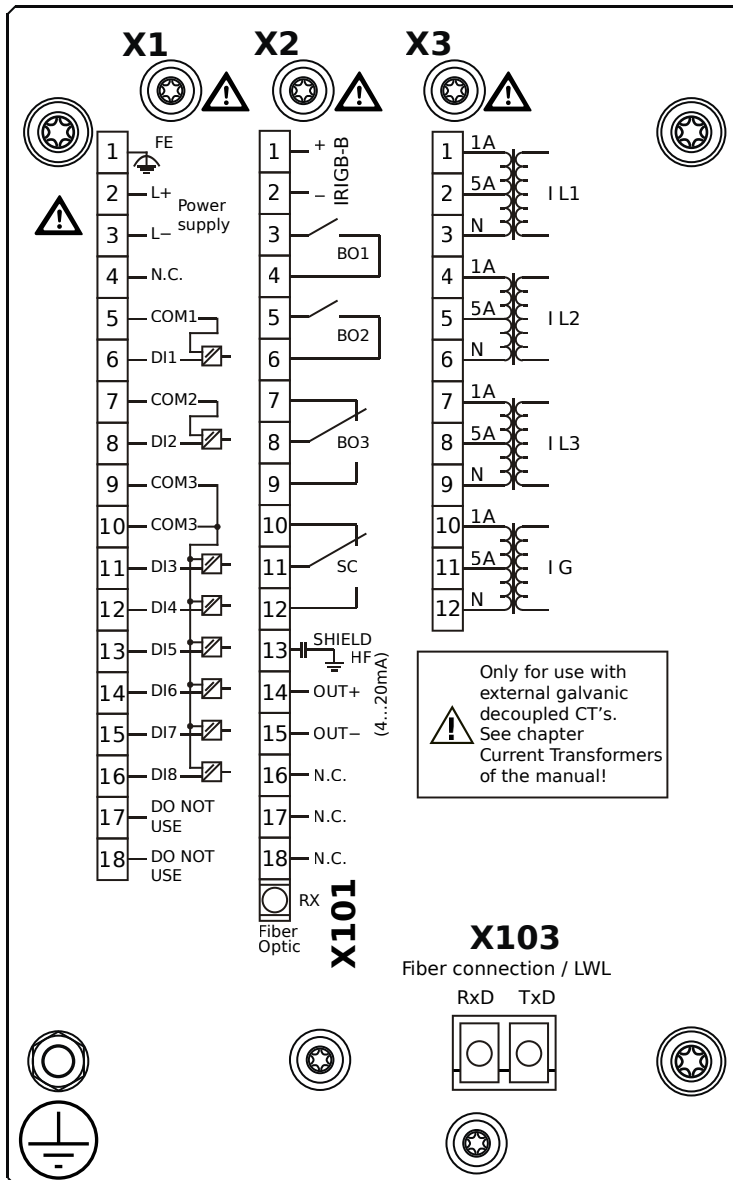 X1
X2
X3
1 FE
2 L+
Power
supply
3 L−
4 N.C.
5 COM1
6 DI1
7 COM2
8 DI2
9 COM3
10 COM3
11 DI3
12 DI4
13 DI5
14 DI6
15 DI7
16 DI8
17 DO NOT
USE
18 DO NOT
USE
1 +
2 −
IRIGB-B
3
BO1
4
5
BO2
6
7
8 BO3
9
10
11 SC
12
13 SHIELD
HF
14 OUT+
15 OUT−
(4...20mA)
16 N.C.
17 N.C.
18 N.C.
RX
Fiber
Optic
X101
1 1A
2 5A I L1
3 N
4 1A
5 5A I L2
6 N
7 1A
8 5A I L3
9 N
10 1A
11 5A I G
12 N
Only for use with
external galvanic
decoupled CT's.
See chapter
Current Transformers
of the manual!
X103
Fiber connection / LWL
RxD TxD